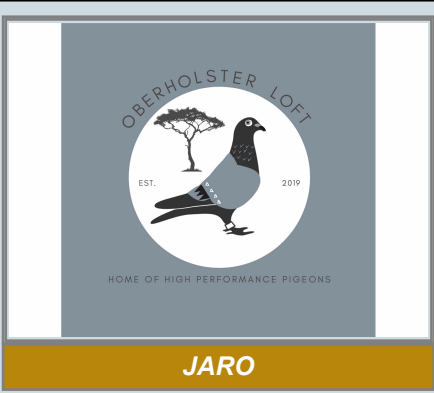 OBERHOLSTER LOFT
EST. 2019
HOME OF HIGH PERFORMANCE PIGEONS
JARO